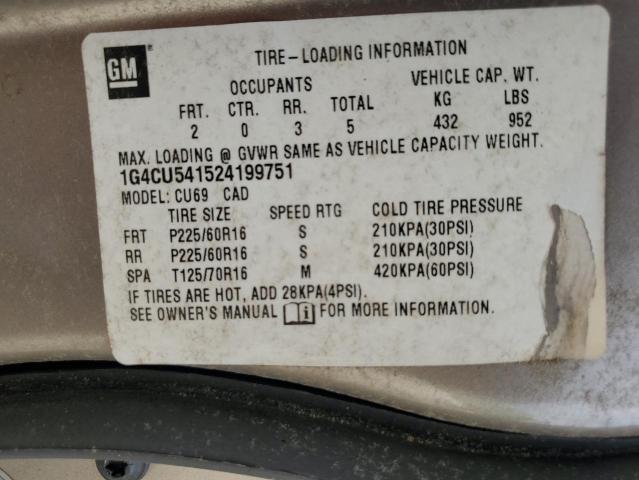 GM
TIRE-LOADING INFORMATION
OCCUPANTS VEHICLE CAP. WT.
FRT. CTR. RR. TOTAL KG LBS
2 0 3 5 432 952
MAX. LOADING @ GVWR SAME AS VEHICLE CAPACITY WEIGHT.
1G4CU541524199751
MODEL: CU69 CAD
TIRE SIZE SPEED RTG COLD TIRE PRESSURE
FRT P225/60R16 S 210KPA(30PSI)
RR P225/60R16 S 210KPA(30PSI)
SPA T125/70R16 M 420KPA(60PSI)
IF TIRES ARE HOT, ADD 28KPA(4PSI).
SEE OWNER'S MANUAL i FOR MORE INFORMATION.